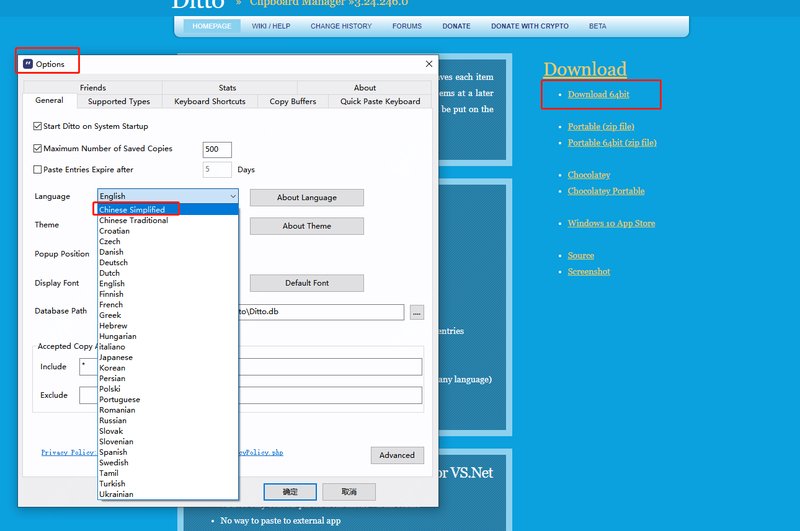 Ditto » Clipboard Manager »3.24.246.0
HOMEPAGE WIKI / HELP CHANGE HISTORY FORUMS DONATE DONATE WITH CRYPTO BETA
Options
Friends Stats About
General Supported Types Keyboard Shortcuts Copy Buffers Quick Paste Keyboard
Start Ditto on System Startup
Maximum Number of Saved Copies 500
Paste Entries Expire after 5 Days
Language English About Language
Theme About Theme
Popup Position
Display Font Default Font
Database Path to\Ditto.db ....
Accepted Copy A
Include *
Exclude
Privacy Policy cyPolicy.php
Advanced
确定 取消
Chinese Simplified
Chinese Traditional
Croatian
Czech
Danish
Deutsch
Dutch
English
Finnish
French
Greek
Hebrew
Hungarian
Italiano
Japanese
Korean
Persian
Polski
Portuguese
Romanian
Russian
Slovak
Slovenian
Spanish
Swedish
Tamil
Turkish
Ukrainian
ves each item
ems at a later
be put on the
entries
any language)
or VS.Net
No way to paste to external app
Download
Download 64bit
Portable (zip file)
Portable 64bit (zip file)
Chocolatey
Chocolatey Portable
Windows 10 App Store
Source
Screenshot